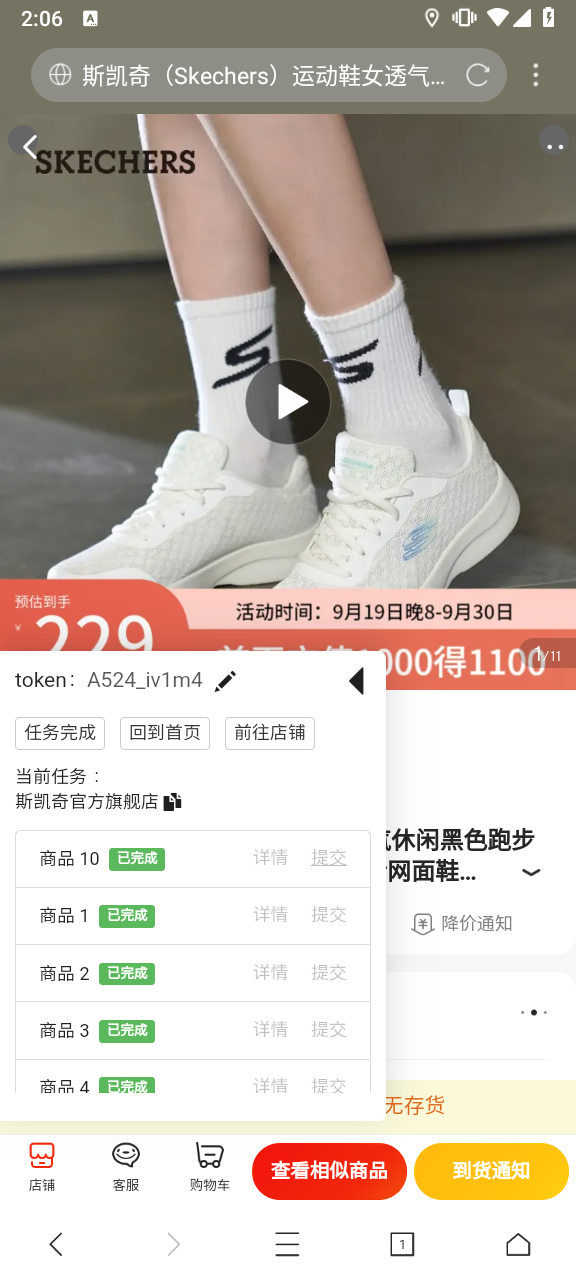 2:06
A
斯凯奇（Skechers）运动鞋女透气...
SKECHERS
预估到手
¥ 229
活动时间：9月19日晚8-9月30日
000得1100
1/11
token： A524_iv1m4
任务完成
回到首页
前往店铺
当前任务 ：
斯凯奇官方旗舰店
休闲黑色跑步
网面鞋...
商品 10 已完成 详情 提交
商品 1 已完成 详情 提交
降价通知
商品 2 已完成 详情 提交
商品 3 已完成 详情 提交
商品 4 已完成 详情 提交
无存货
店铺
客服
购物车
查看相似商品
到货通知
1